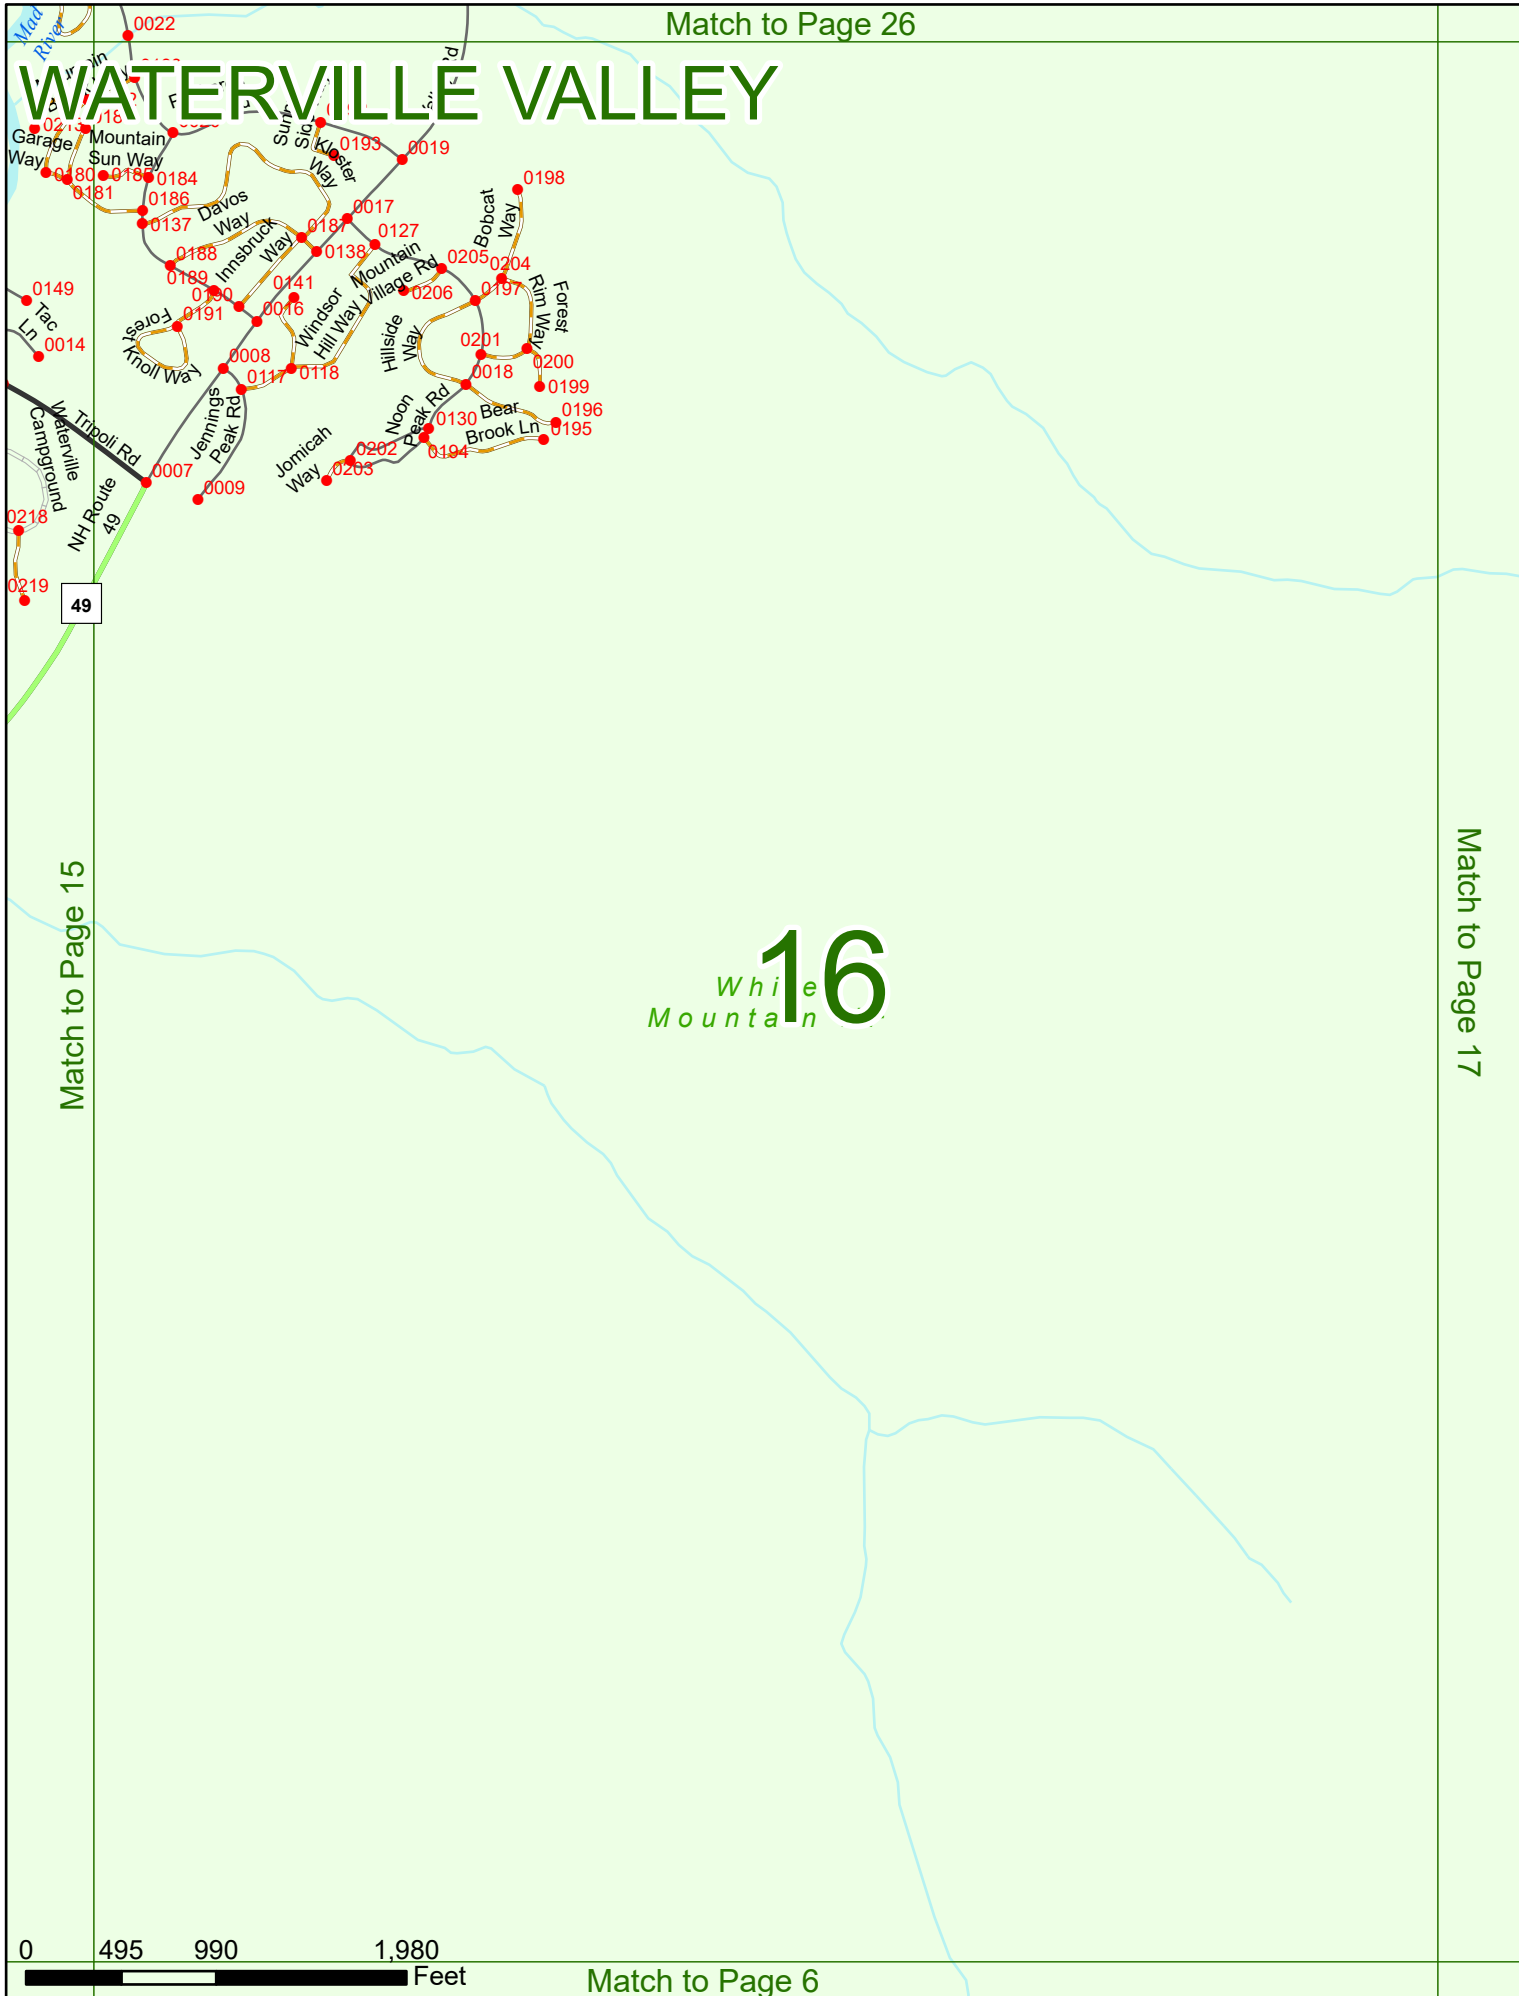 Match to Page 26
Mad
River
0022
WATERVILLE VALLEY
Garage
Way
Mountain
Sun Way
0180
0181
0185
0184
0186
0137
Kloster
Way
0193
0019
0017
0127
Davos
Way
Innsbruck
Way
0187
0138
0188
0189
0190
0191
0016
0141
Mountain
Village Rd
0205
0206
Bobcat
Way
0198
0204
0197
Forest
Rim Way
Hillside
Way
0201
0200
0199
0018
Windsor
Hill Way
0149
Tac
Ln
0014
Forest
Knoll Way
0008
0117
0118
Jennings
Peak Rd
Noon
Peak Rd
0130
0194
Bear
Brook Ln
0196
0195
Jomicah
Way
0202
0203
Waterville
Campground
Tripoli Rd
0007
0009
NH Route
49
0218
0219
49
Match to Page 15
16
Match to Page 17
0 495 990 1,980
Feet
Match to Page 6